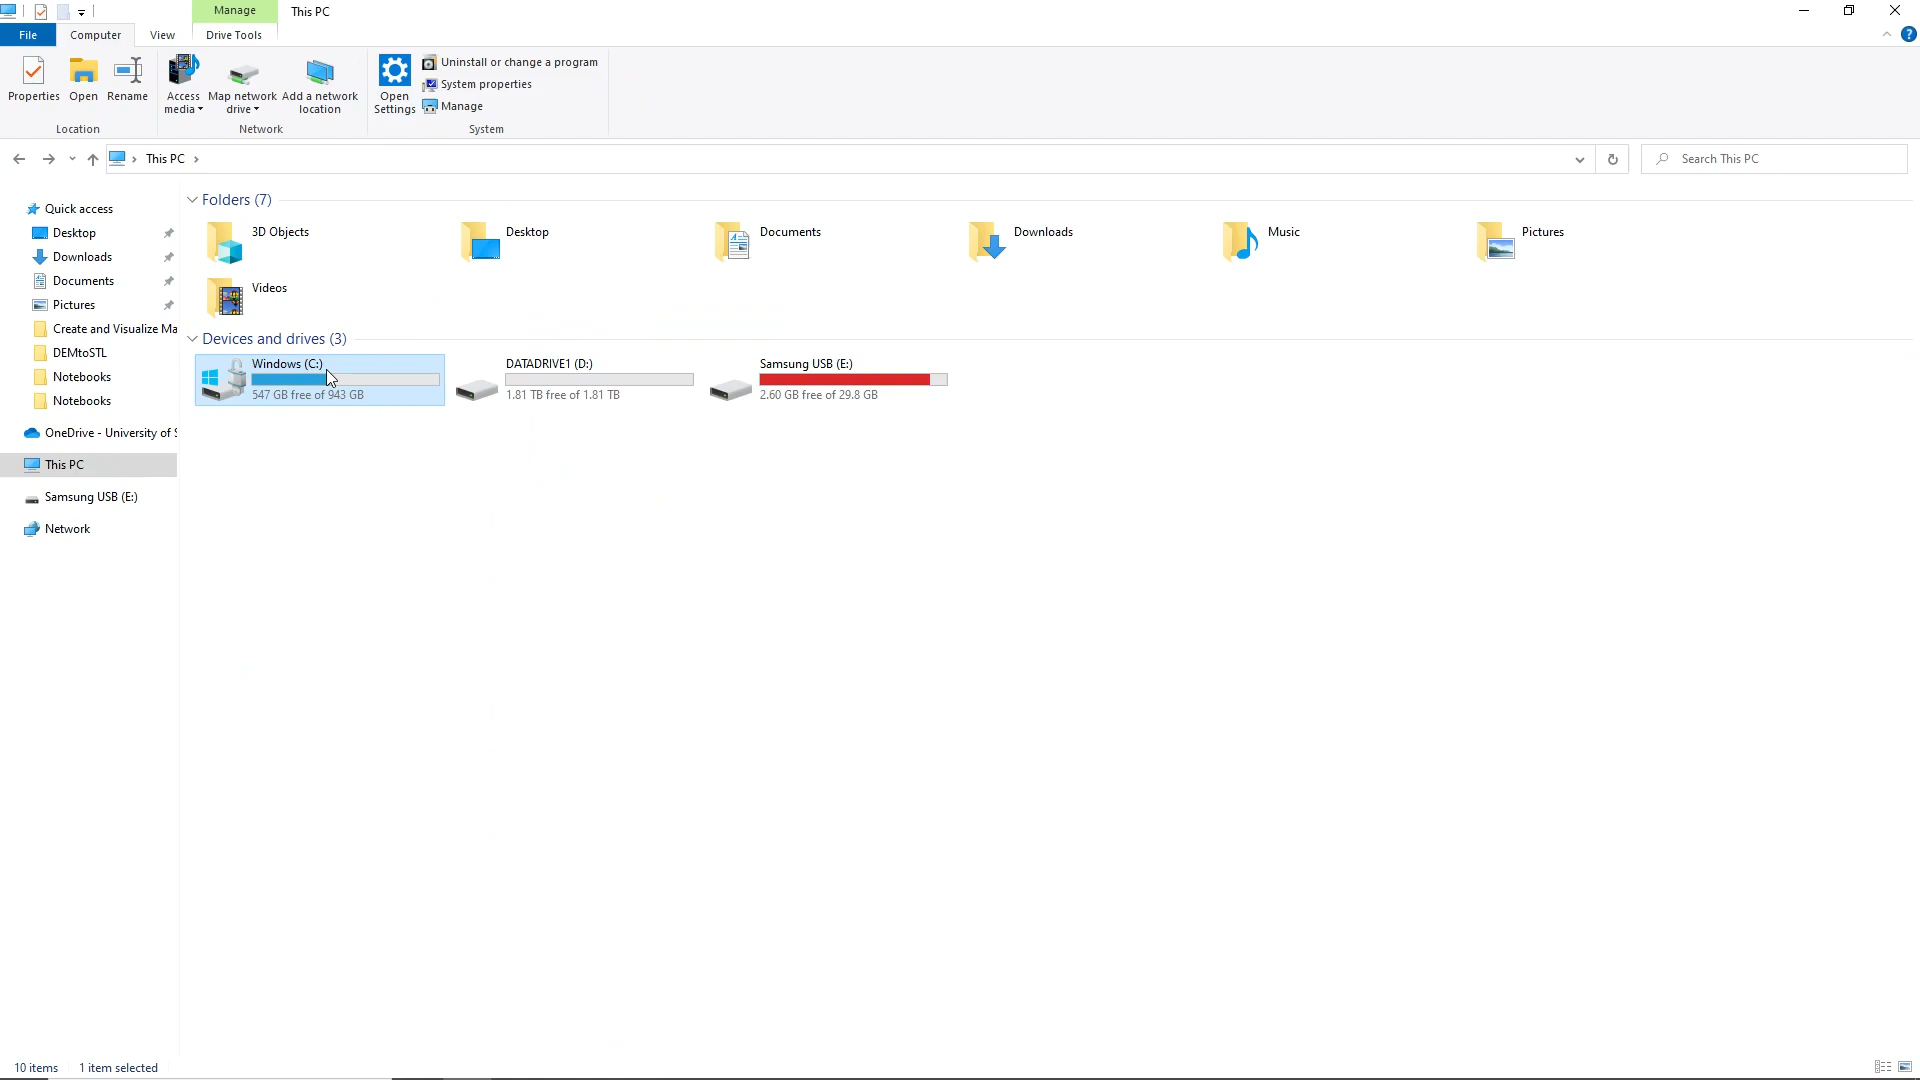 Manage
This PC
File
Computer
View
Drive Tools
?
Properties
Open
Rename
Access
media
Map network
drive
Add a network
location
Open
Settings
Uninstall or change a program
System properties
Manage
Location
Network
System
This PC
Search This PC
Quick access
Desktop
Downloads
Documents
Pictures
Create and Visualize Ma
DEMtoSTL
Notebooks
Notebooks
OneDrive - University of S
This PC
Samsung USB (E:)
Network
Folders (7)
3D Objects
Desktop
Documents
Downloads
Music
Pictures
Videos
Devices and drives (3)
Windows (C:)
547 GB free of 943 GB
DATADRIVE1 (D:)
1.81 TB free of 1.81 TB
Samsung USB (E:)
2.60 GB free of 29.8 GB
10 items
1 item selected